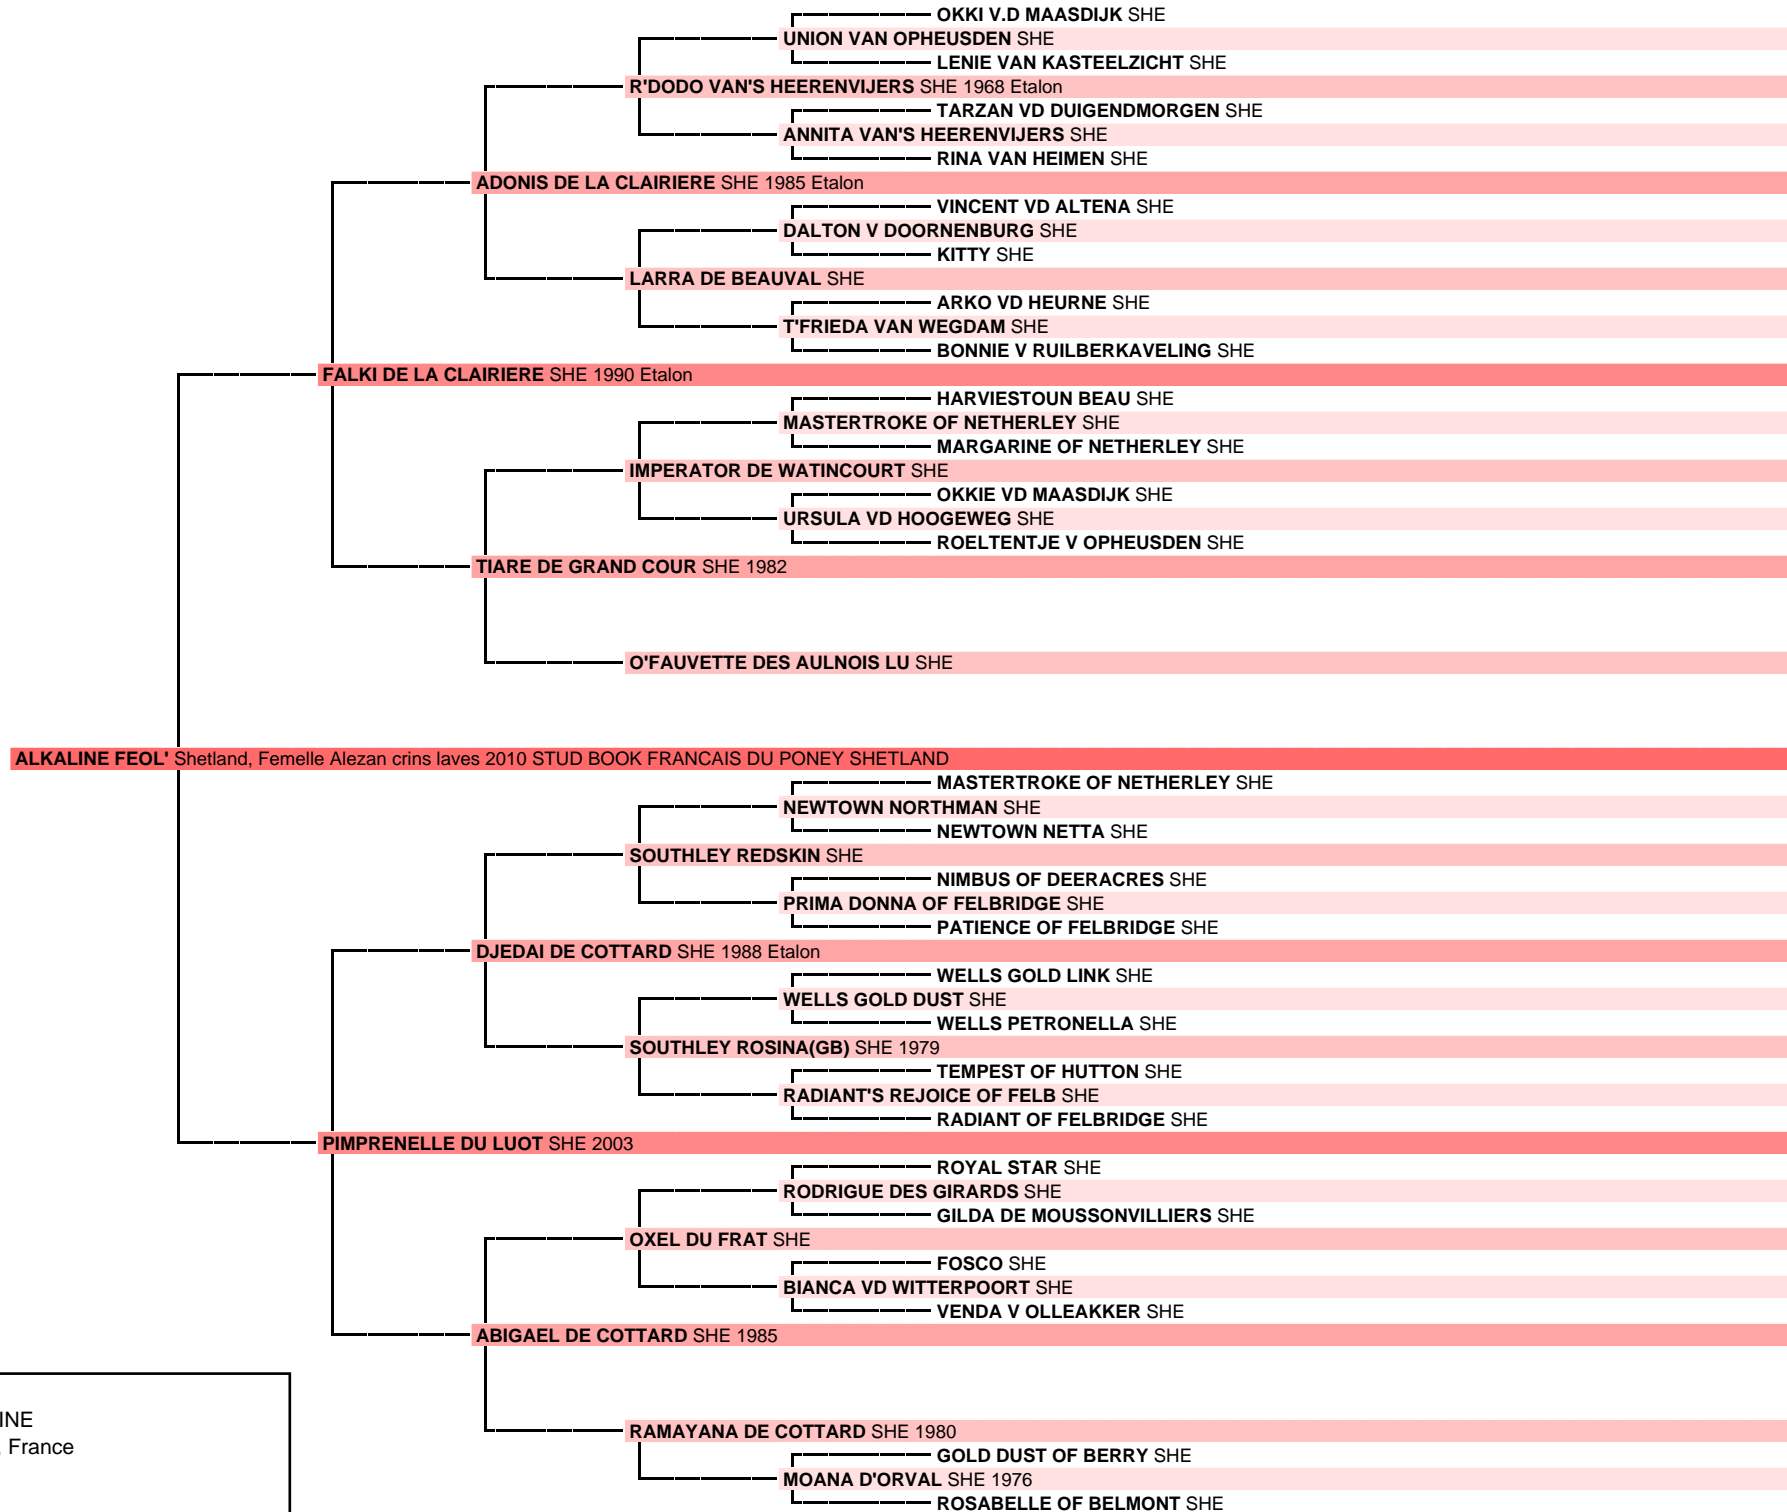 OKKI V.D MAASDIJK SHE
UNION VAN OPHEUSDEN SHE
LENIE VAN KASTEELZICHT SHE
R'DODO VAN'S HEERENVIJERS SHE 1968 Etalon
TARZAN VD DUIGENDMORGEN SHE
ANNITA VAN'S HEERENVIJERS SHE
RINA VAN HEIMEN SHE
ADONIS DE LA CLAIRIERE SHE 1985 Etalon
VINCENT VD ALTENA SHE
DALTON V DOORNENBURG SHE
KITTY SHE
LARRA DE BEAUVAL SHE
ARKO VD HEURNE SHE
T'FRIEDA VAN WEGDAM SHE
BONNIE V RUILBERKAVELING SHE
FALKI DE LA CLAIRIERE SHE 1990 Etalon
HARVIESTOUN BEAU SHE
MASTERTROKE OF NETHERLEY SHE
MARGARINE OF NETHERLEY SHE
IMPERATOR DE WATINCOURT SHE
OKKIE VD MAASDIJK SHE
URSULA VD HOOGEWEG SHE
ROELTENTJE V OPHEUSDEN SHE
TIARE DE GRAND COUR SHE 1982
O'FAUVETTE DES AULNOIS LU SHE
ALKALINE FEOL' Shetland, Femelle Alezan crins laves 2010 STUD BOOK FRANCAIS DU PONEY SHETLAND
MASTERTROKE OF NETHERLEY SHE
NEWTOWN NORTHMAN SHE
NEWTOWN NETTA SHE
SOUTHLEY REDSKIN SHE
NIMBUS OF DEERACRES SHE
PRIMA DONNA OF FELBRIDGE SHE
PATIENCE OF FELBRIDGE SHE
DJEDAI DE COTTARD SHE 1988 Etalon
WELLS GOLD LINK SHE
WELLS GOLD DUST SHE
WELLS PETRONELLA SHE
SOUTHLEY ROSINA(GB) SHE 1979
TEMPEST OF HUTTON SHE
RADIANT'S REJOICE OF FELB SHE
RADIANT OF FELBRIDGE SHE
PIMPRENELLE DU LUOT SHE 2003
ROYAL STAR SHE
RODRIGUE DES GIRARDS SHE
GILDA DE MOUSSONVILLIERS SHE
OXEL DU FRAT SHE
FOSCO SHE
BIANCA VD WITTERPOORT SHE
VENDA V OLLEAKKER SHE
ABIGAEL DE COTTARD SHE 1985
RAMAYANA DE COTTARD SHE 1980
GOLD DUST OF BERRY SHE
MOANA D'ORVAL SHE 1976
ROSABELLE OF BELMONT SHE
INE
France